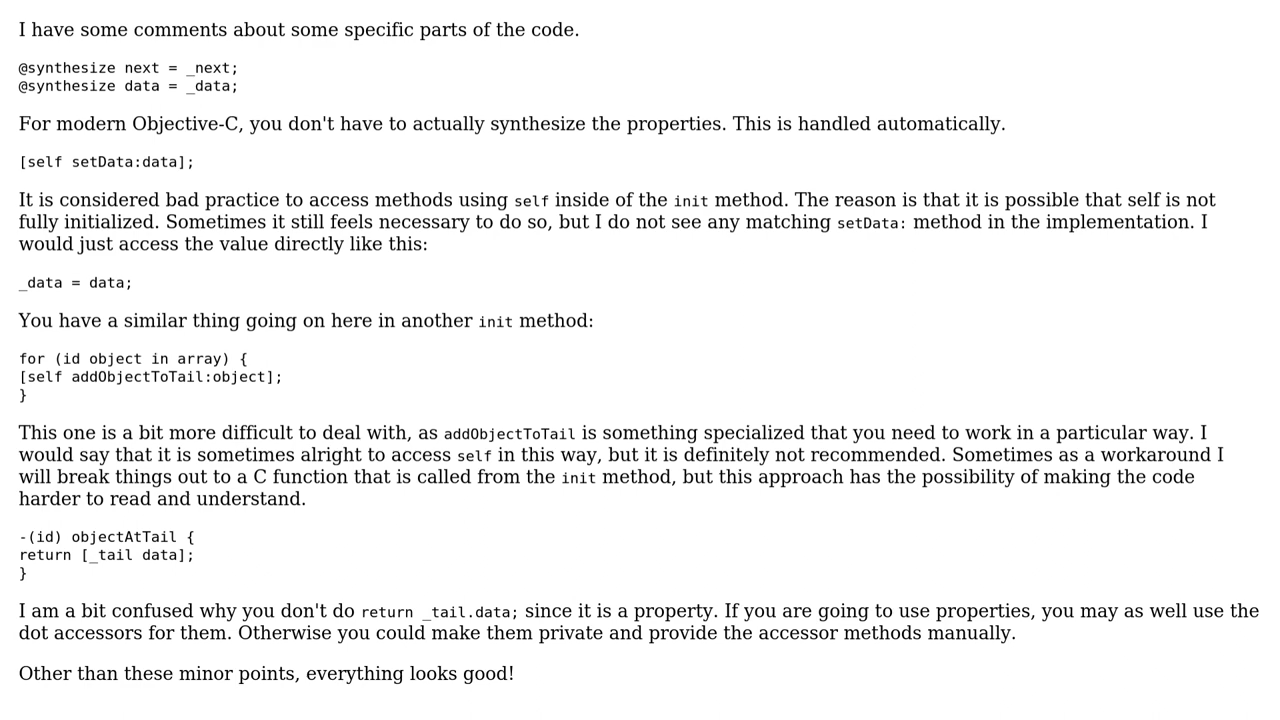 I have some comments about some specific parts of the code.
@synthesize next = _next;
@synthesize data = _data;
For modern Objective-C, you don't have to actually synthesize the properties. This is handled automatically.
[self setData:data];
It is considered bad practice to access methods using self inside of the init method. The reason is that it is possible that self is not
fully initialized. Sometimes it still feels necessary to do so, but I do not see any matching setData: method in the implementation. I
would just access the value directly like this:
_data = data;
You have a similar thing going on here in another init method:
for (id object in array) {
[self addObjectToTail:object];
}
This one is a bit more difficult to deal with, as addObjectToTail is something specialized that you need to work in a particular way. I
would say that it is sometimes alright to access self in this way, but it is definitely not recommended. Sometimes as a workaround I
will break things out to a C function that is called from the init method, but this approach has the possibility of making the code
harder to read and understand.
-(id) objectAtTail {
return [_tail data];
}
I am a bit confused why you don't do return _tail.data; since it is a property. If you are going to use properties, you may as well use the
dot accessors for them. Otherwise you could make them private and provide the accessor methods manually.
Other than these minor points, everything looks good!